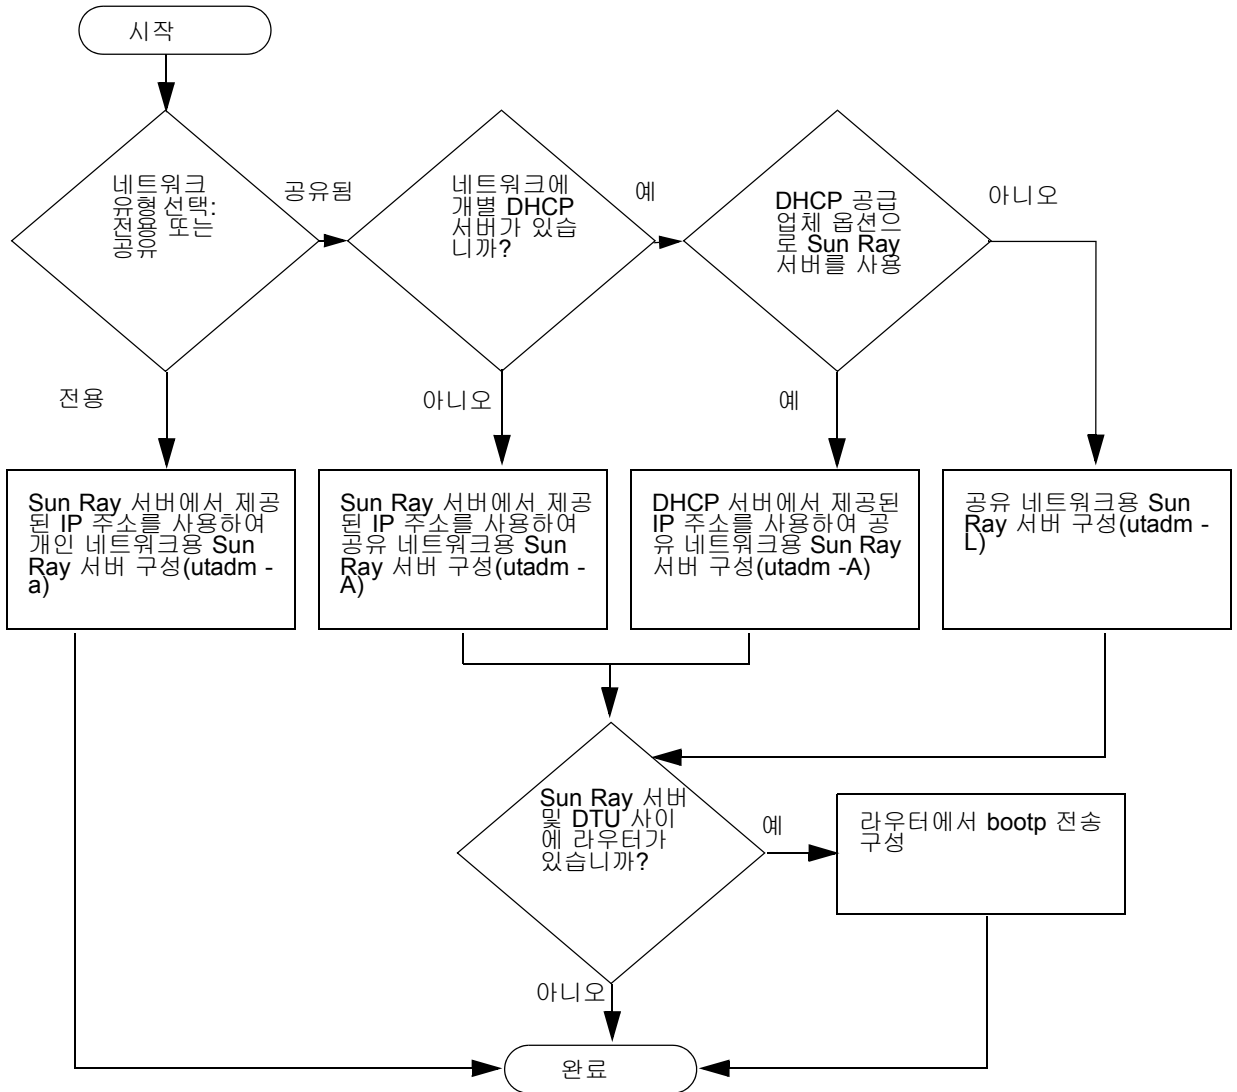 시작
네트워크
유형 선택:
전용 또는
공유
공유됨
네트워크에
개별 DHCP
서버가 있습
니까?
예
DHCP 공급
업체 옵션으
로 Sun Ray
서버를 사용
아니오
전용
아니오
예
Sun Ray 서버에서 제공
된 IP 주소를 사용하여
개인 네트워크용 Sun
Ray 서버 구성(utadm -
a)
Sun Ray 서버에서 제공
된 IP 주소를 사용하여
공유 네트워크용 Sun
Ray 서버 구성(utadm -
A)
DHCP 서버에서 제공된
IP 주소를 사용하여 공
유 네트워크용 Sun Ray
서버 구성(utadm -A)
공유 네트워크용 Sun
Ray 서버 구성(utadm -
L)
Sun Ray 서버
및 DTU 사이
에 라우터가
있습니까?
예
라우터에서 bootp 전송
구성
아니오
완료